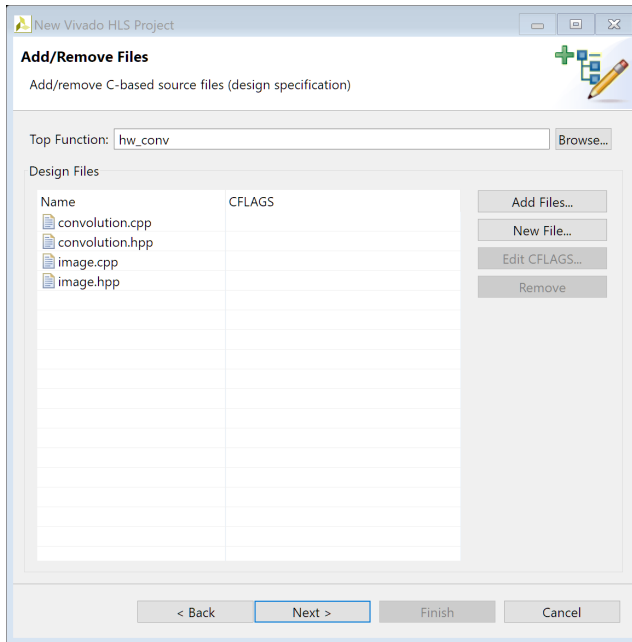 New Vivado HLS Project
Add/Remove Files
Add/remove C-based source files (design specification)
Top Function: hw_conv Browse...
Design Files
Name CFLAGS
convolution.cpp
convolution.hpp
image.cpp
image.hpp
Add Files...
New File...
Edit CFLAGS...
Remove
< Back Next > Finish Cancel